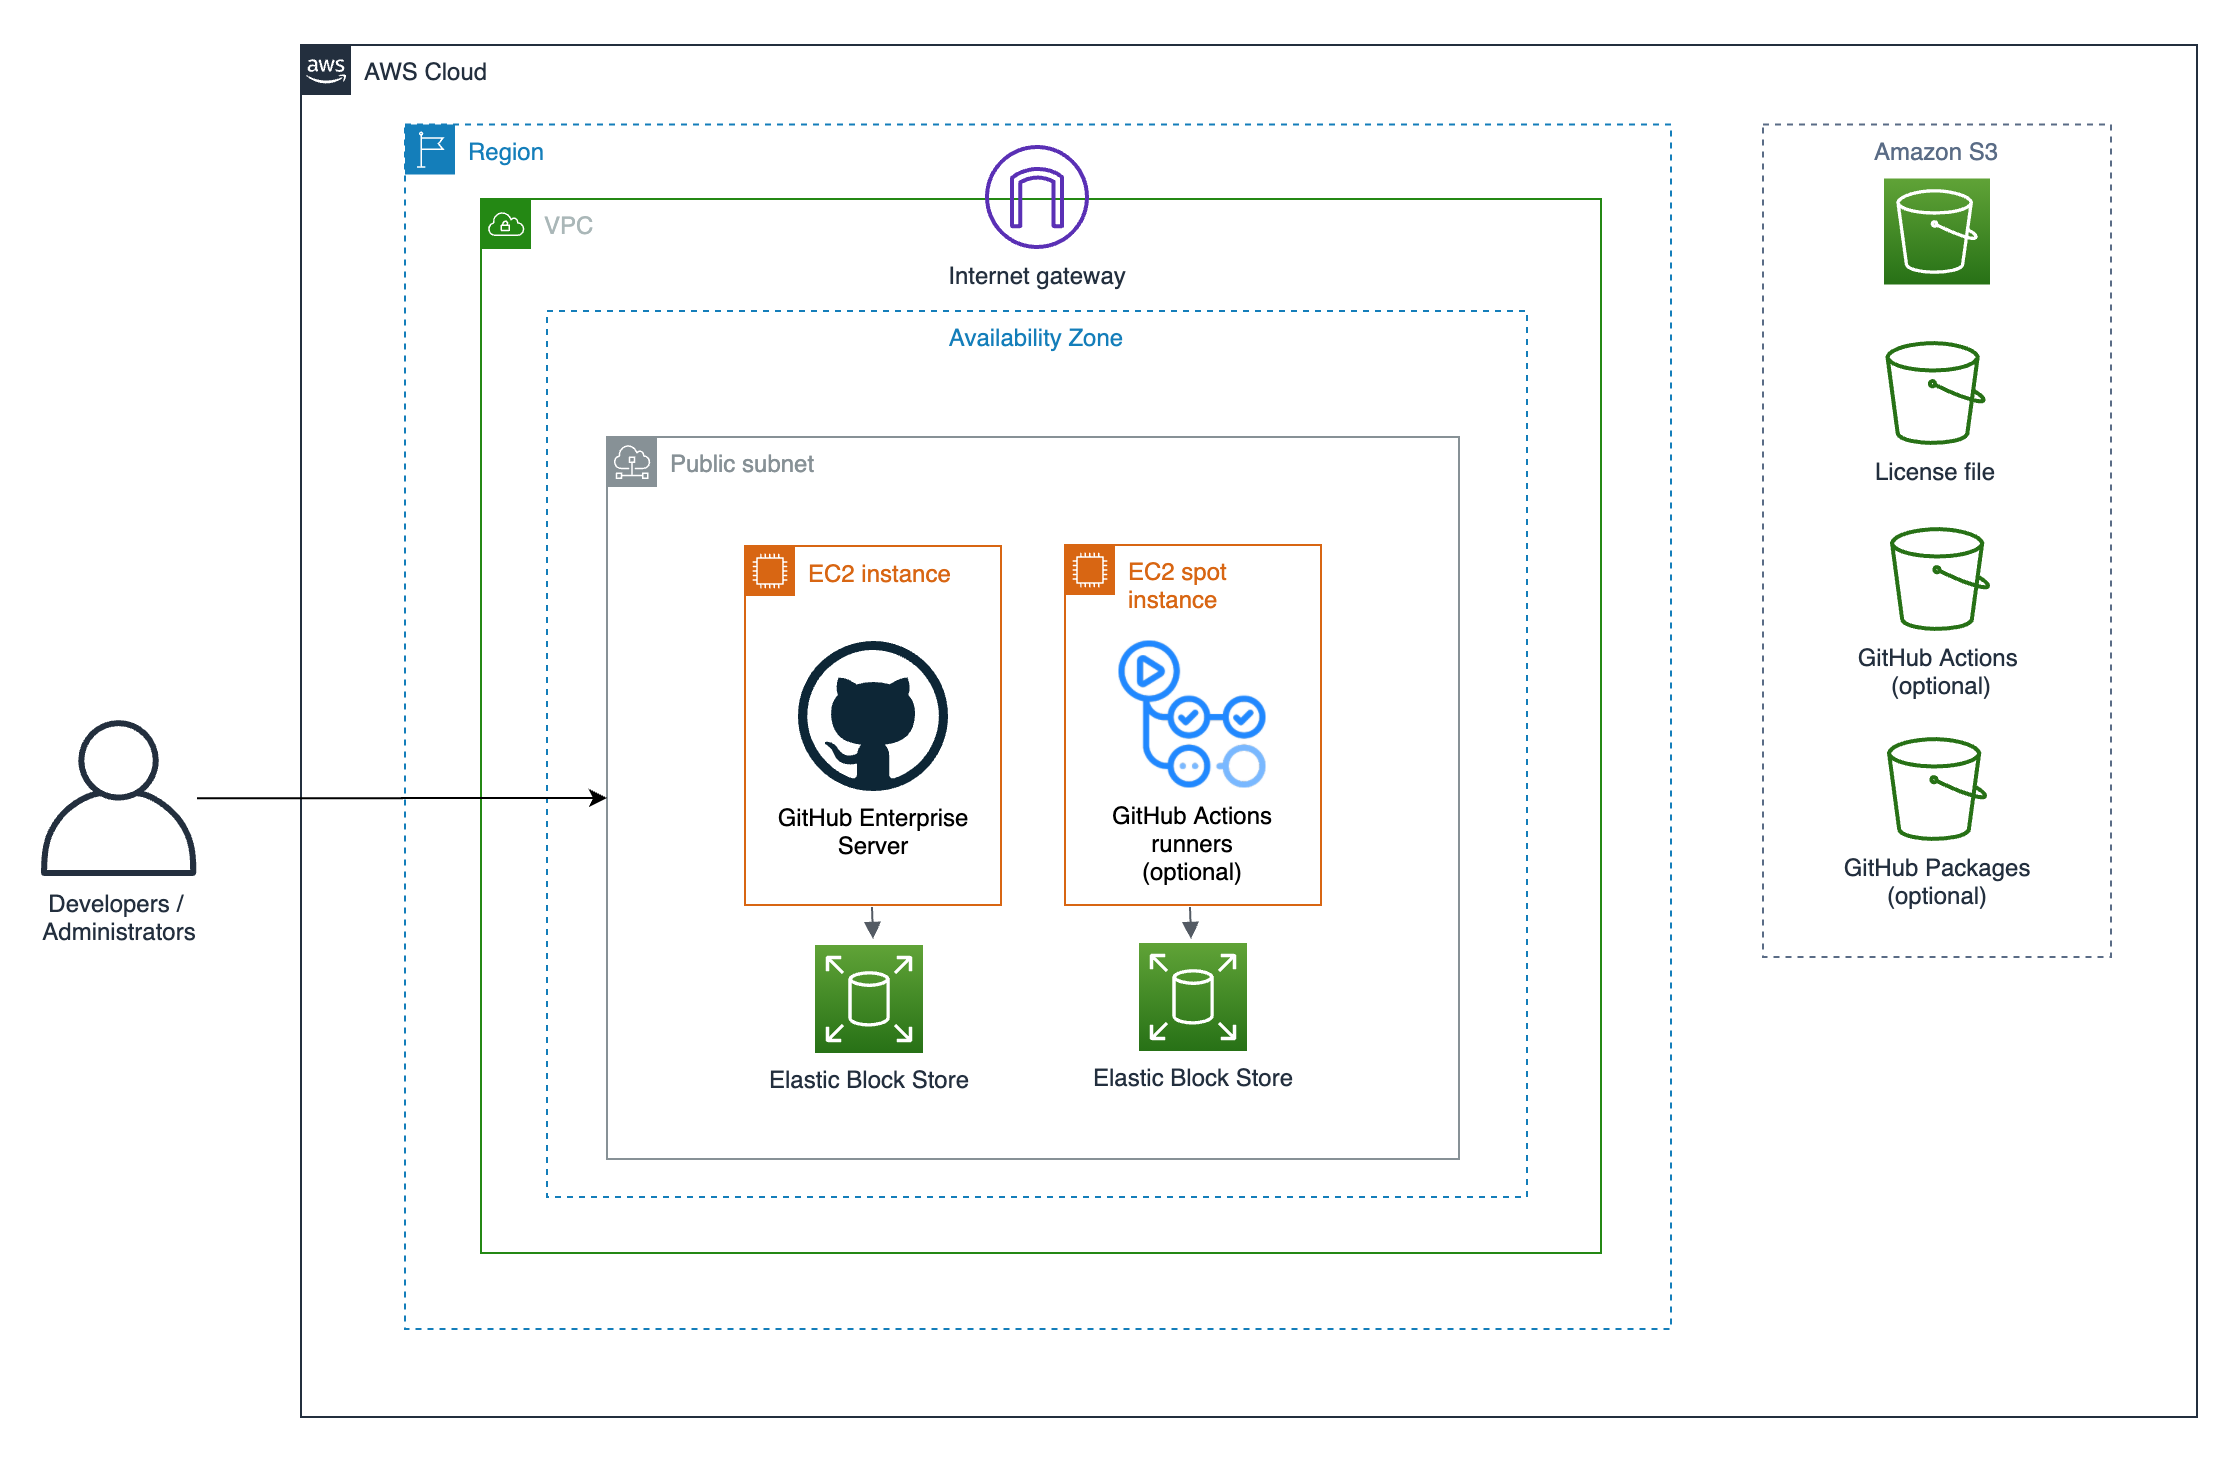 aws
AWS Cloud
Region
VPC
Internet gateway
Availability Zone
Public subnet
EC2 instance
GitHub Enterprise
Server
Elastic Block Store
EC2 spot
instance
GitHub Actions
runners
(optional)
Elastic Block Store
Developers /
Administrators
Amazon S3
License file
GitHub Actions
(optional)
GitHub Packages
(optional)